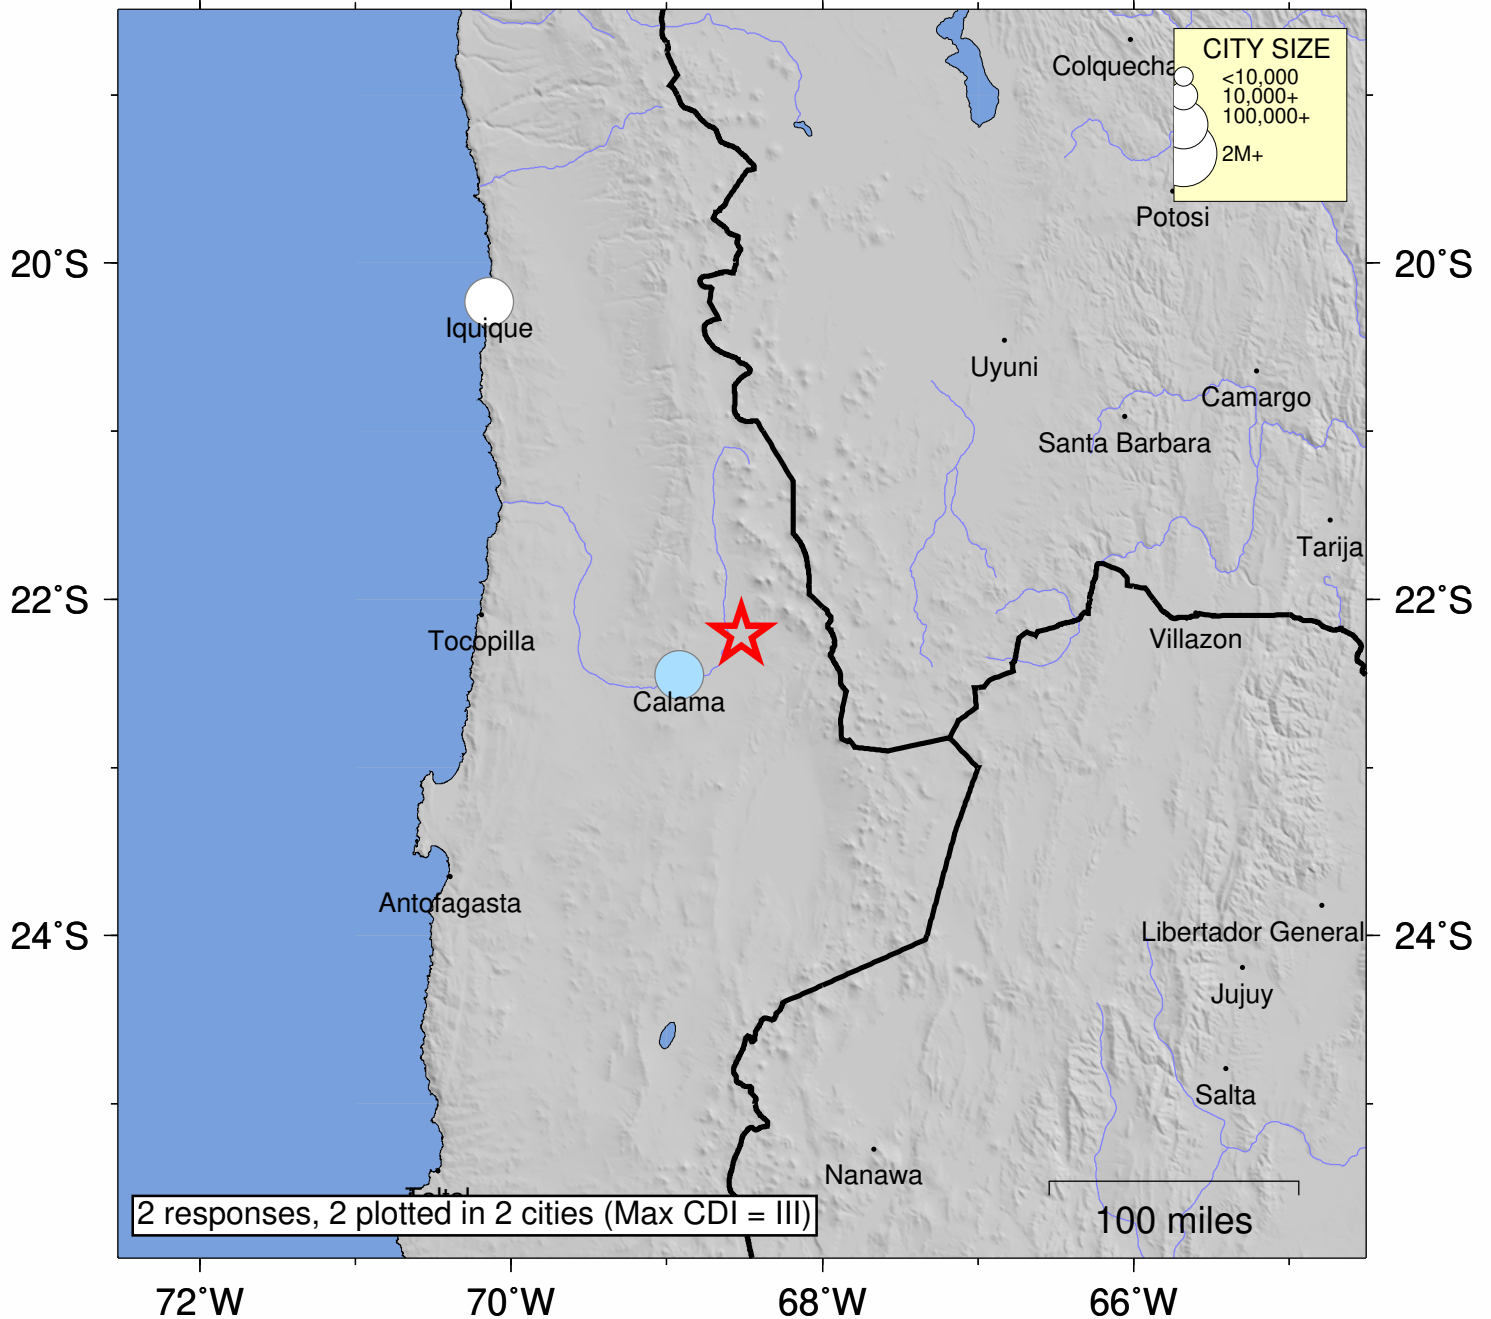 CITY SIZE
<10,000
10,000+
100,000+
2M+
Colquecha
Potosi
20°S
20°S
Iquique
Uyuni
Camargo
Santa Barbara
Tarija
22°S
22°S
Tocopilla
Villazon
Calama
Antofagasta
24°S
24°S
Libertador General
Jujuy
Salta
Nanawa
100 miles
2 responses, 2 plotted in 2 cities (Max CDI = III)
72°W
70°W
68°W
66°W